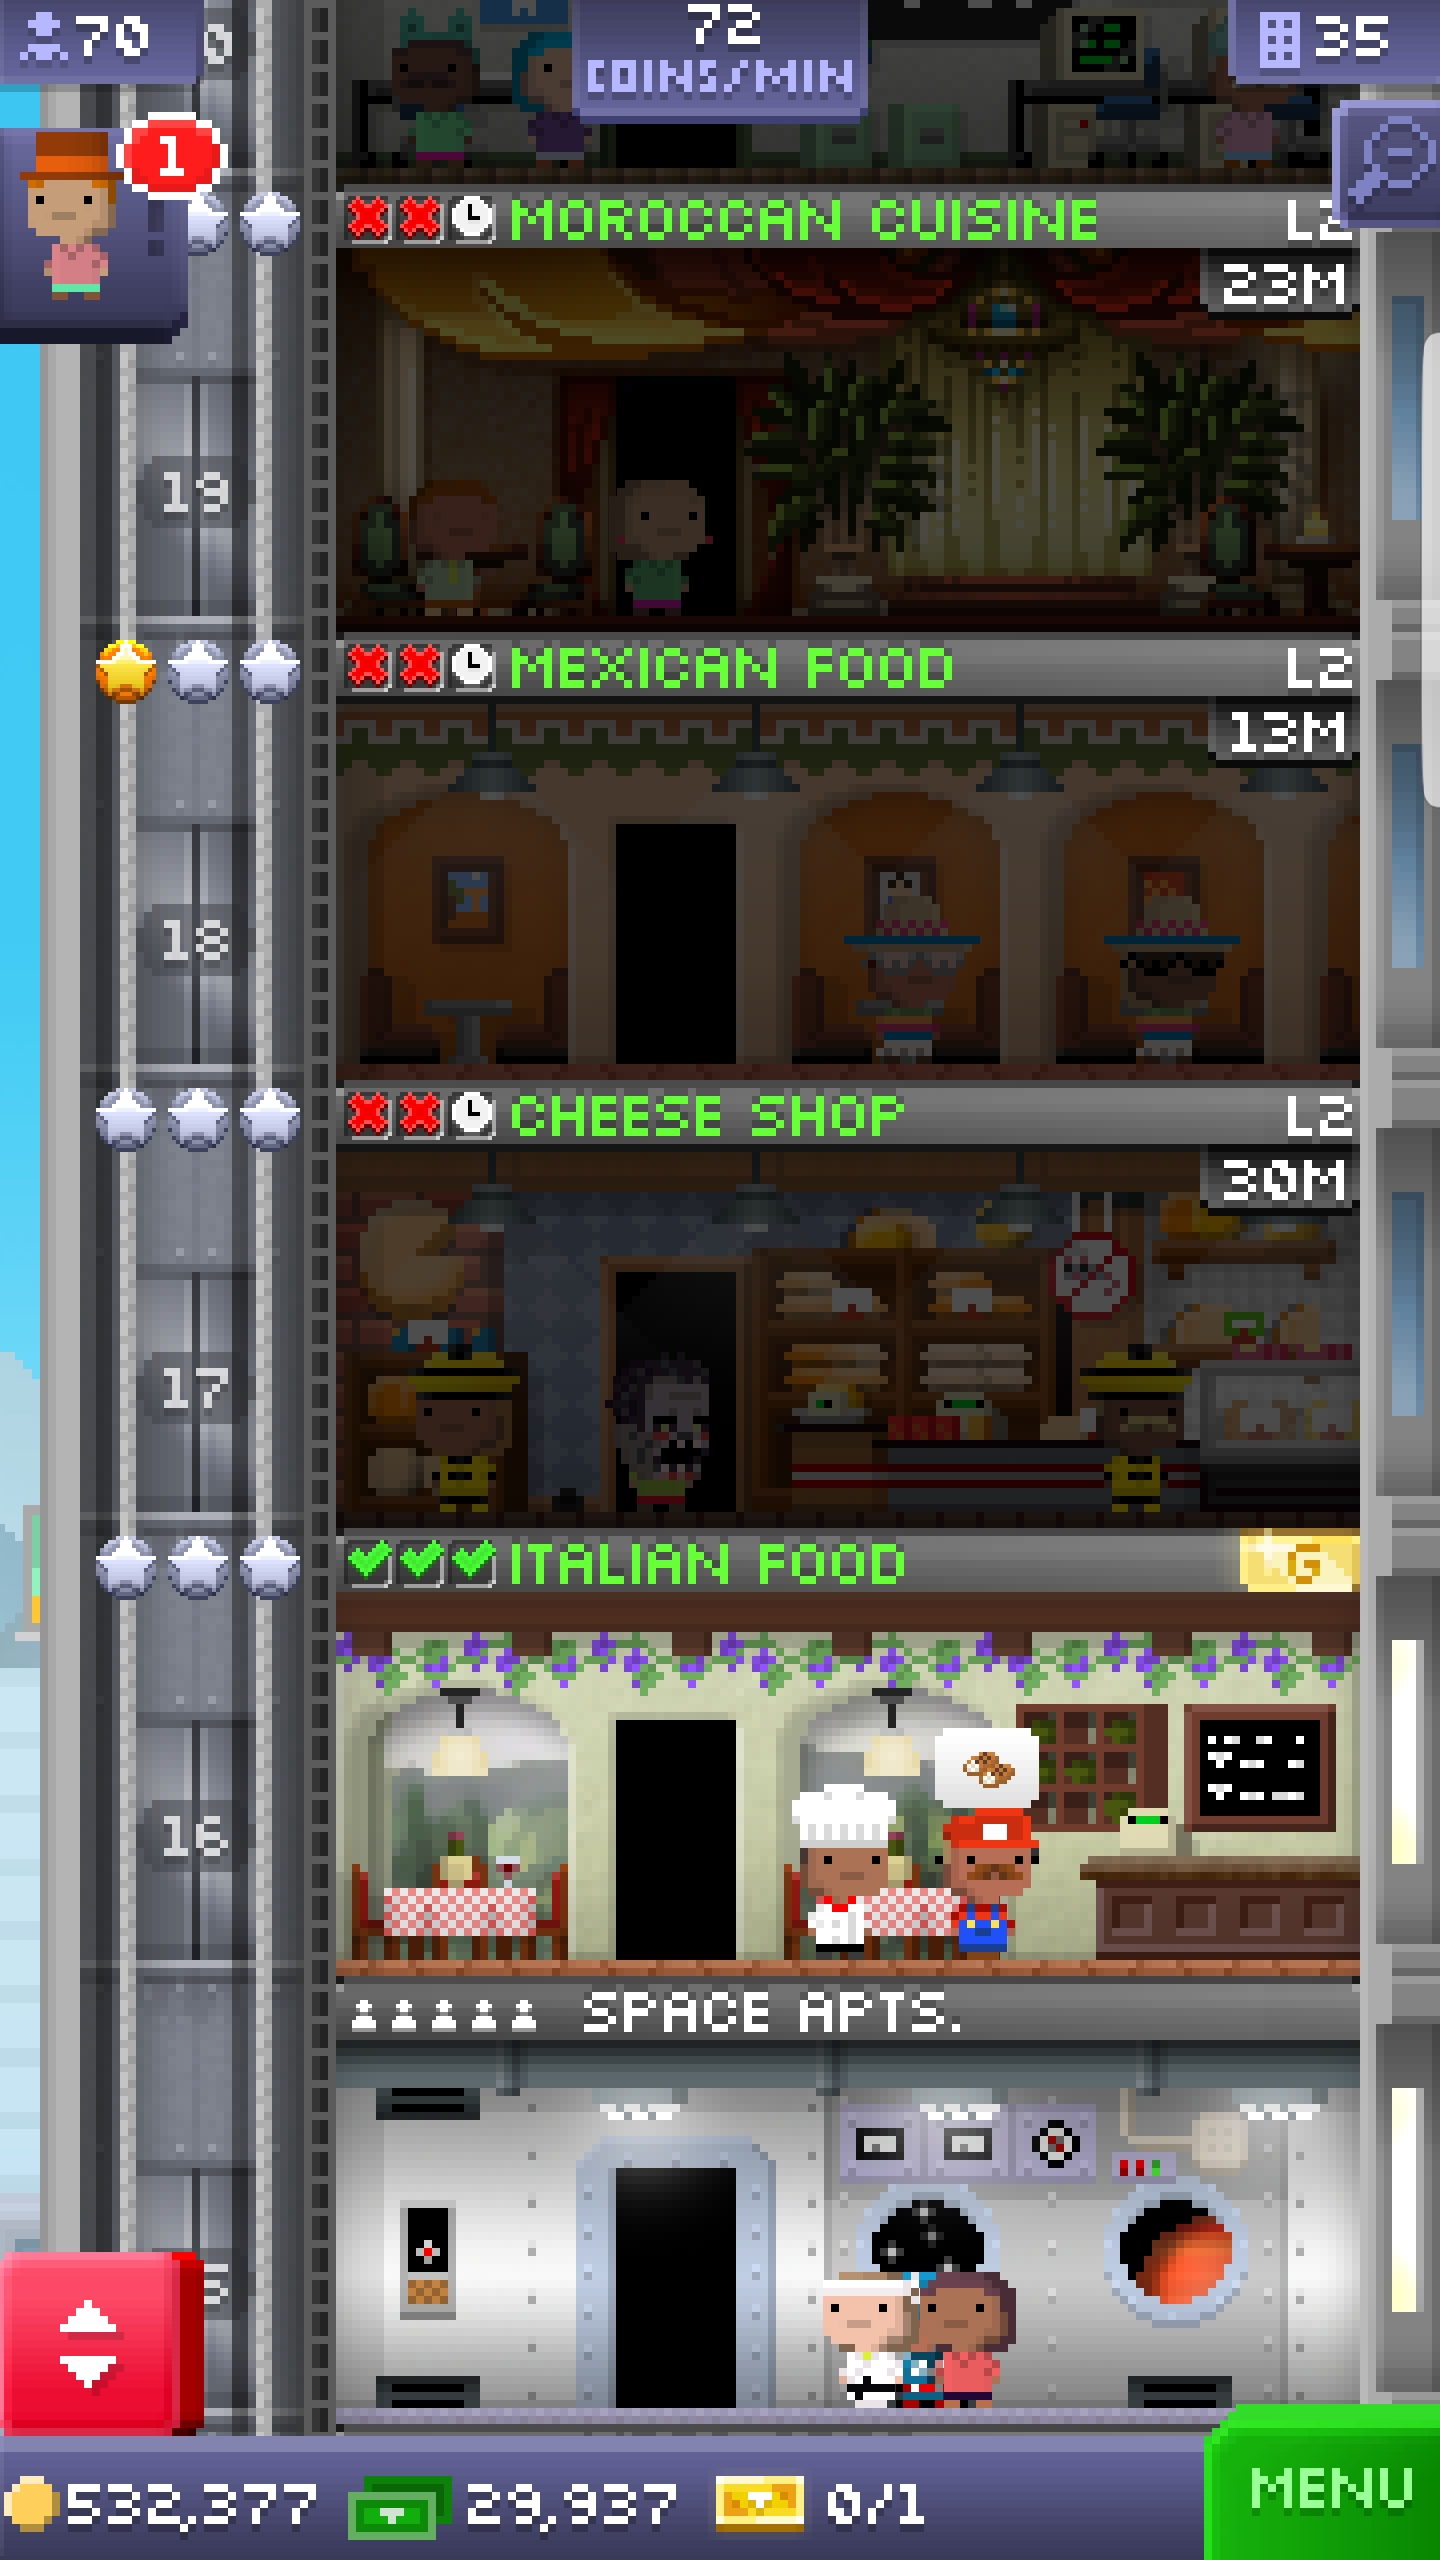 70
72
COINS/MIN
35
1
MOROCCAN CUISINE
23M
19
MEXICAN FOOD L2
13M
18
CHEESE SHOP L2
30M
17
ITALIAN FOOD G
16
SPACE APTS.
532,377
29,937
0/1
MENU